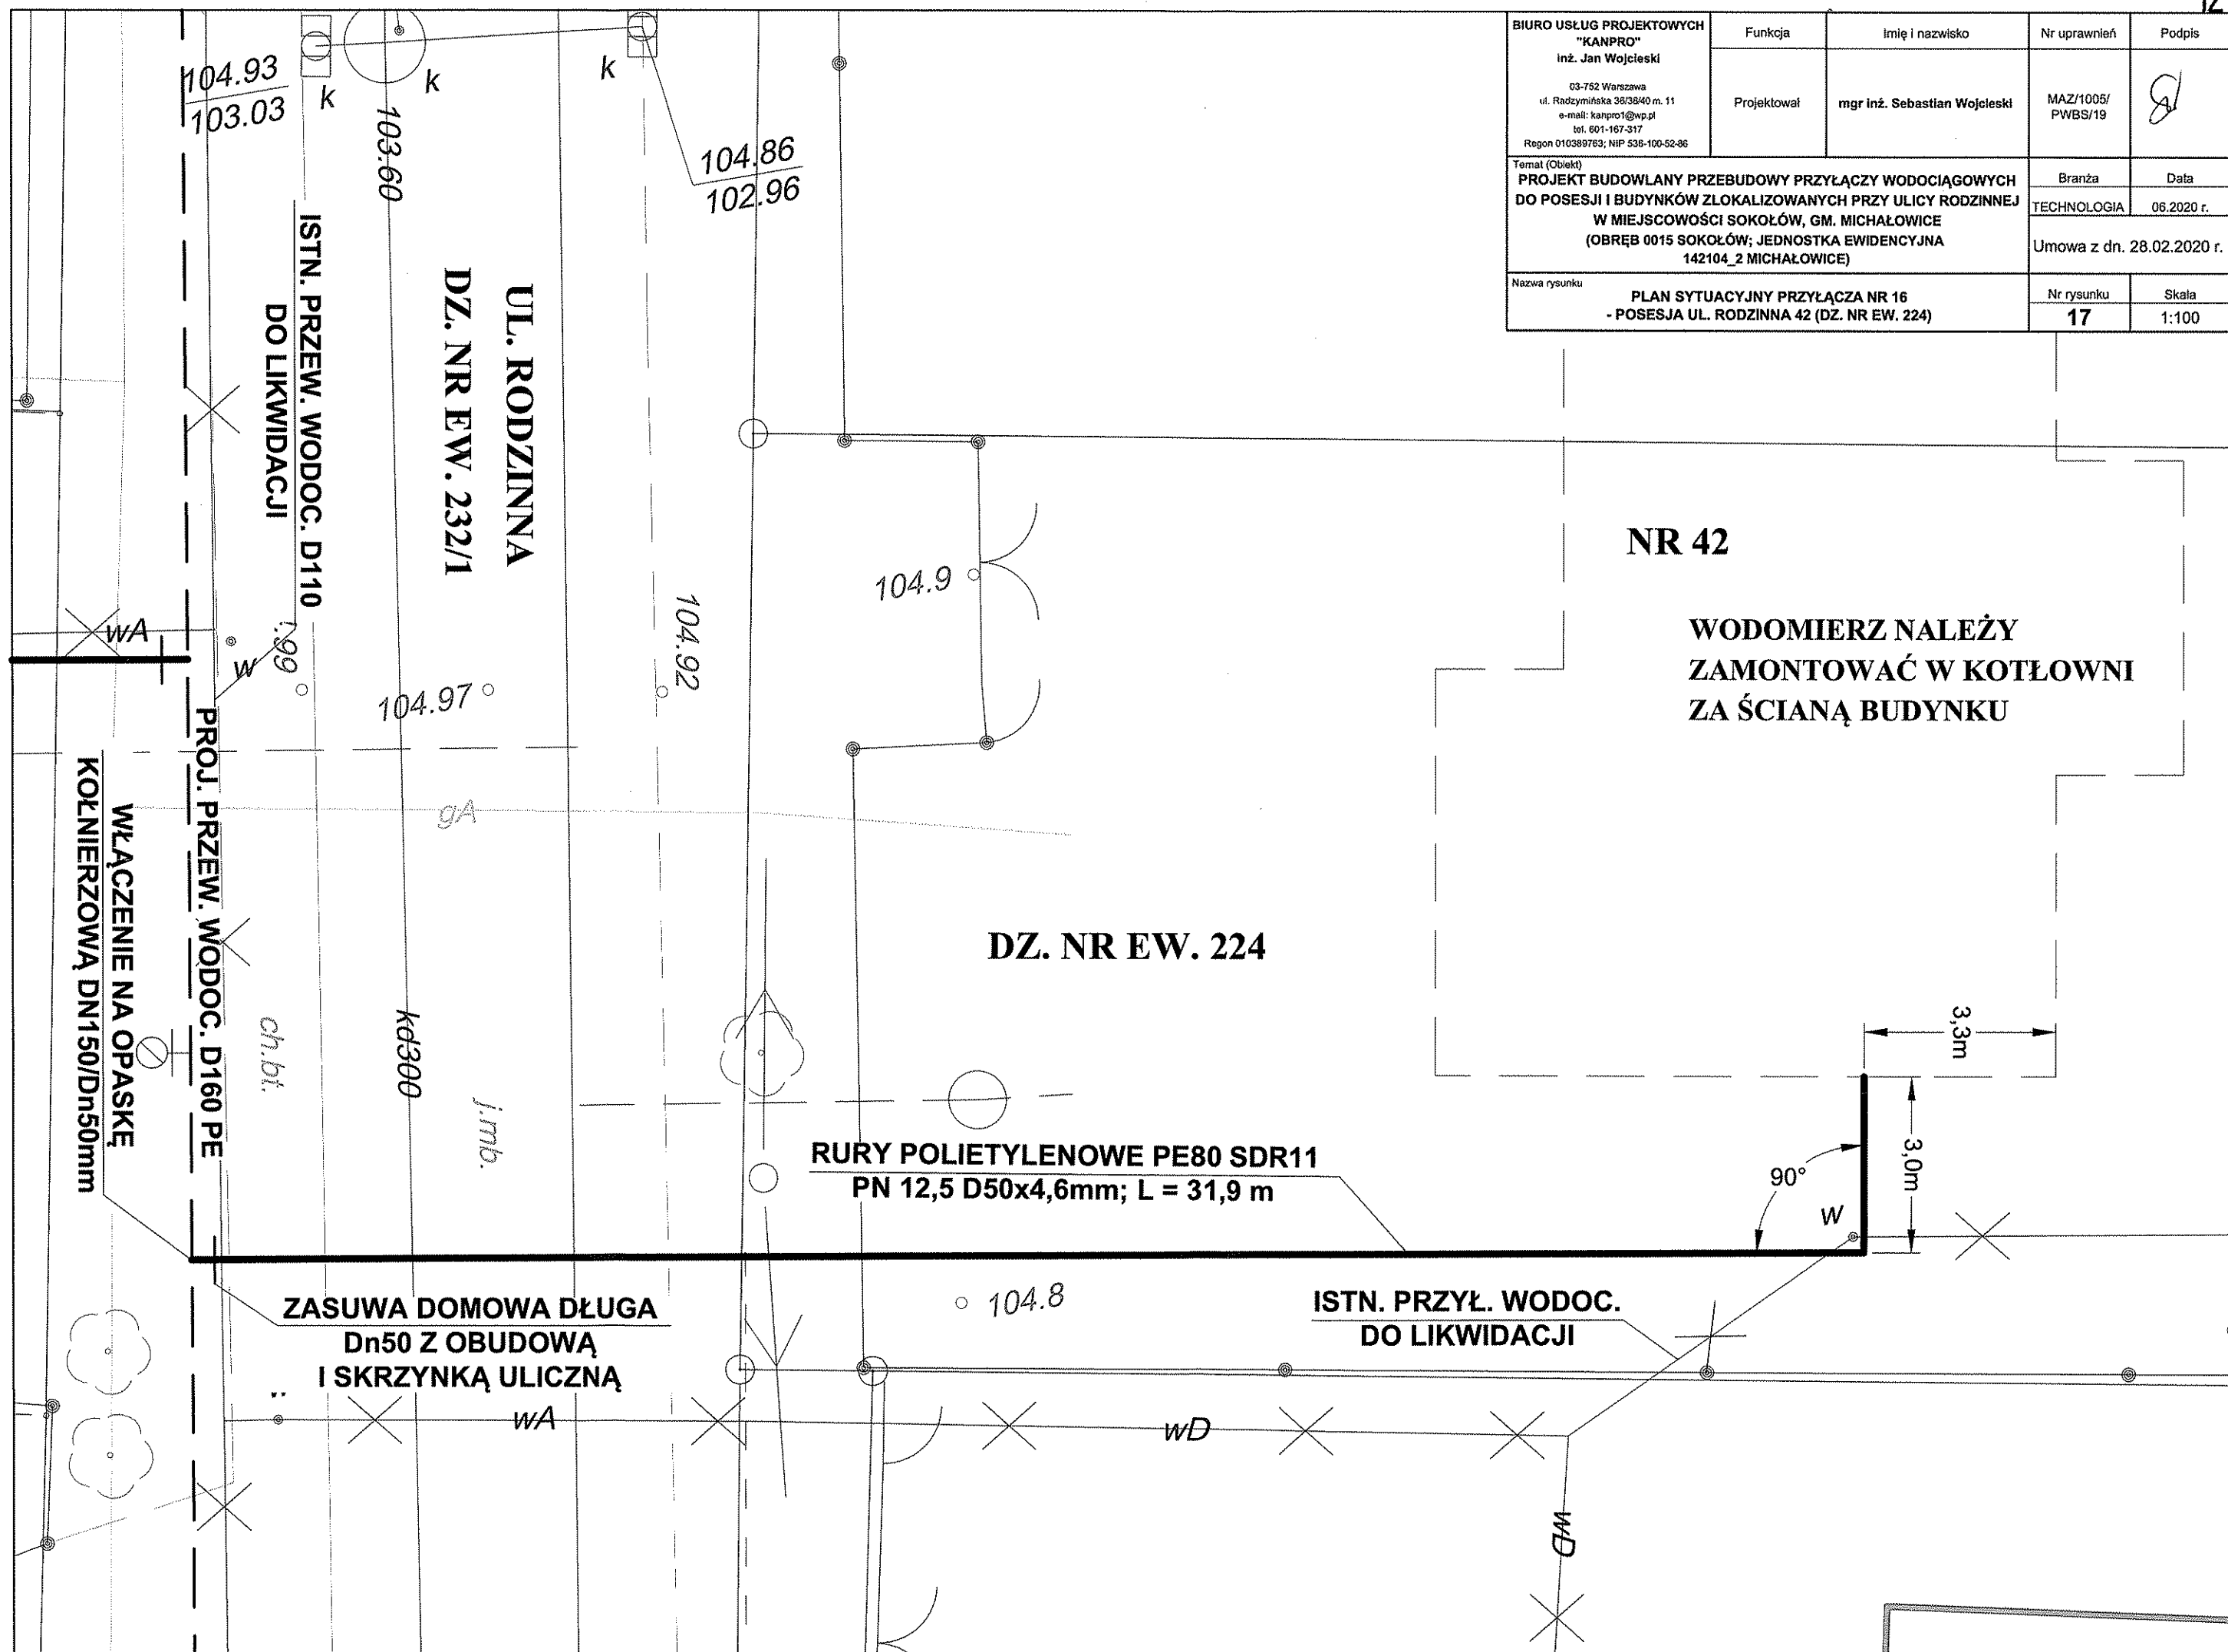 BIURO USŁUG PROJEKTOWYCH
"KANPRO"
inż. Jan Wojcieski
03-752 Warszawa
ul. Radzymińska 36/38/40 m. 11
e-mail: kanpro1@wp.pl
tel. 601-167-317
Regon 010389763; NIP 536-100-52-86
Funkcja
Imię i nazwisko
Nr uprawnień
Podpis
Projektował
mgr inż. Sebastian Wojcieski
MAZ/1005/
PWBS/19
Temat (Obiekt)
PROJEKT BUDOWLANY PRZEBUDOWY PRZYŁĄCZY WODOCIĄGOWYCH
DO POSESJI I BUDYNKÓW ZLOKALIZOWANYCH PRZY ULICY RODZINNEJ
W MIEJSCOWOŚCI SOKOŁÓW, GM. MICHAŁOWICE
(OBRĘB 0015 SOKOŁÓW; JEDNOSTKA EWIDENCYJNA
142104_2 MICHAŁOWICE)
Branża
Data
TECHNOLOGIA
06.2020 r.
Umowa z dn. 28.02.2020 r.
Nazwa rysunku
PLAN SYTUACYJNY PRZYŁĄCZA NR 16
- POSESJA UL. RODZINNA 42 (DZ. NR EW. 224)
Nr rysunku
Skala
17
1:100
104.93
103.03
k
k
k
103.60
104.86
102.96
ISTN. PRZEW. WODOC. D110
DO LIKWIDACJI
UL. RODZINNA
DZ. NR EW. 232/1
NR 42
104.9
104.92
WODOMIERZ NALEŻY
ZAMONTOWAĆ W KOTŁOWNI
ZA ŚCIANĄ BUDYNKU
wA
w
.99
104.97
PROJ. PRZEW. WODOC. D160 PE
WŁĄCZENIE NA OPASKĘ
KOŁNIERZOWĄ DN150/Dn50mm
gA
DZ. NR EW. 224
ch.bt.
kd300
j.mb.
3,3m
3,0m
90°
w
RURY POLIETYLENOWE PE80 SDR11
PN 12,5 D50x4,6mm; L = 31,9 m
ZASUWA DOMOWA DŁUGA
Dn50 Z OBUDOWĄ
I SKRZYNKĄ ULICZNĄ
104.8
ISTN. PRZYŁ. WODOC.
DO LIKWIDACJI
wA
wD
wD